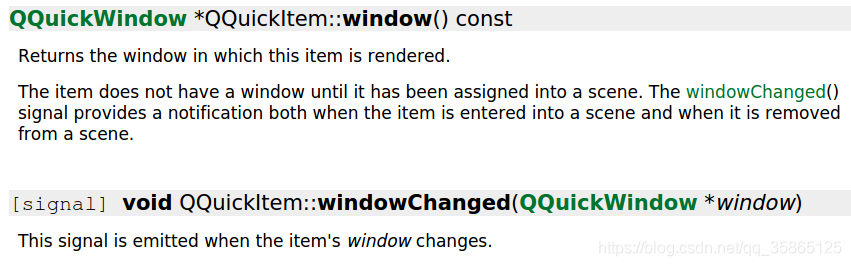 QQuickWindow *QQuickItem::window() const
Returns the window in which this item is rendered.
The item does not have a window until it has been assigned into a scene. The windowChanged()
signal provides a notification both when the item is entered into a scene and when it is removed
from a scene.
[signal] void QQuickItem::windowChanged(QQuickWindow *window)
This signal is emitted when the item's window changes.
https://blog.csdn.net/qq_35865125